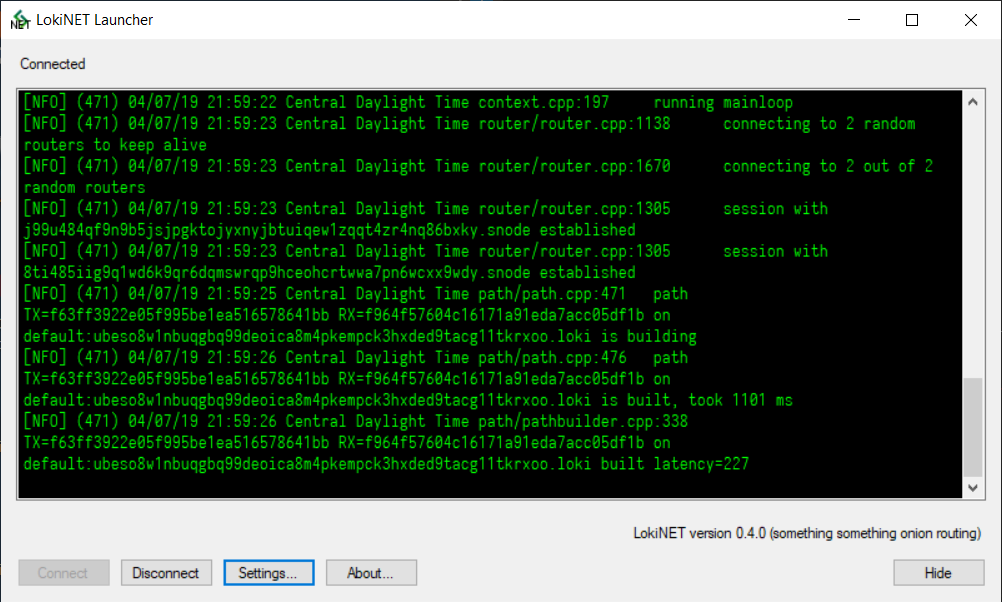 NET LokiNET Launcher
Connected
[NFO] (471) 04/07/19 21:59:22 Central Daylight Time context.cpp:197 running mainloop
[NFO] (471) 04/07/19 21:59:23 Central Daylight Time router/router.cpp:1138 connecting to 2 random
routers to keep alive
[NFO] (471) 04/07/19 21:59:23 Central Daylight Time router/router.cpp:1670 connecting to 2 out of 2
random routers
[NFO] (471) 04/07/19 21:59:23 Central Daylight Time router/router.cpp:1305 session with
j99u484qf9n9b5jsjpgktojyxnyjbtuiqew1zqqt4zr4nq86bxky.snode established
[NFO] (471) 04/07/19 21:59:23 Central Daylight Time router/router.cpp:1305 session with
8ti485iig9q1wd6k9qr6dqmswrqp9hceohcrtwwa7pn6wcxx9wdy.snode established
[NFO] (471) 04/07/19 21:59:25 Central Daylight Time path/path.cpp:471 path
TX=f63ff3922e05f995be1ea516578641bb RX=f964f57604c16171a91eda7acc05df1b on
default:ubeso8w1nbuqgbq99deoica8m4pkempck3hxded9tacg11tkrxoo.loki is building
[NFO] (471) 04/07/19 21:59:26 Central Daylight Time path/path.cpp:476 path
TX=f63ff3922e05f995be1ea516578641bb RX=f964f57604c16171a91eda7acc05df1b on
default:ubeso8w1nbuqgbq99deoica8m4pkempck3hxded9tacg11tkrxoo.loki is built, took 1101 ms
[NFO] (471) 04/07/19 21:59:26 Central Daylight Time path/pathbuilder.cpp:338
TX=f63ff3922e05f995be1ea516578641bb RX=f964f57604c16171a91eda7acc05df1b on
default:ubeso8w1nbuqgbq99deoica8m4pkempck3hxded9tacg11tkrxoo.loki built latency=227
LokiNET version 0.4.0 (something something onion routing)
Connect Disconnect Settings... About... Hide